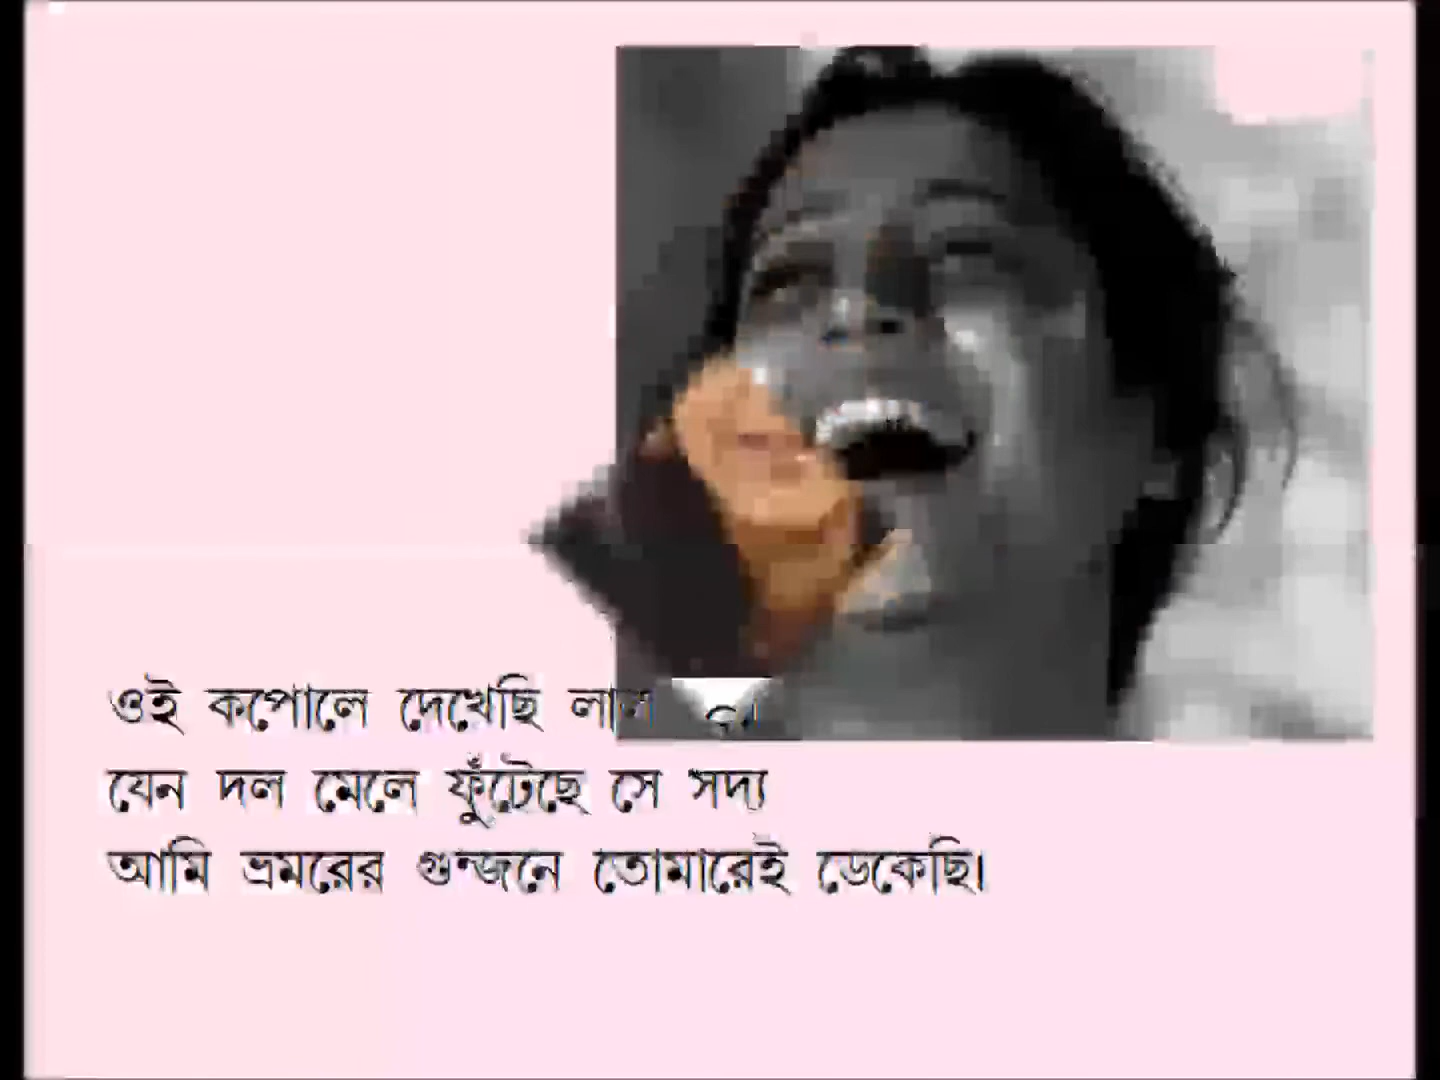 ওই কপোলে দেখেছি লাল
যেন দল মেলে ফুঁটেছে সে সদ্য
আমি ভ্রমরের গুন্জনে তোমারেই ডেকেছি।